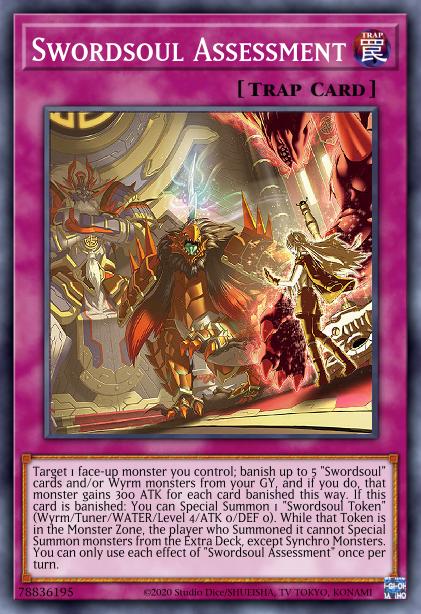 Swordsoul Assessment
TRAP
罠
[Trap Card]
Target 1 face-up monster you control; banish up to 5 "Swordsoul"
cards and/or Wyrm monsters from your GY, and if you do, that
monster gains 300 ATK for each card banished this way. If this
card is banished: You can Special Summon 1 "Swordsoul Token"
(Wyrm/Tuner/WATER/Level 4/ATK 0/DEF 0). While that Token is
in the Monster Zone, the player who Summoned it cannot Special
Summon monsters from the Extra Deck, except Synchro Monsters.
You can only use each effect of "Swordsoul Assessment" once per
turn.
78836195
©2020 Studio Dice/SHUEISHA, TV TOKYO, KONAMI